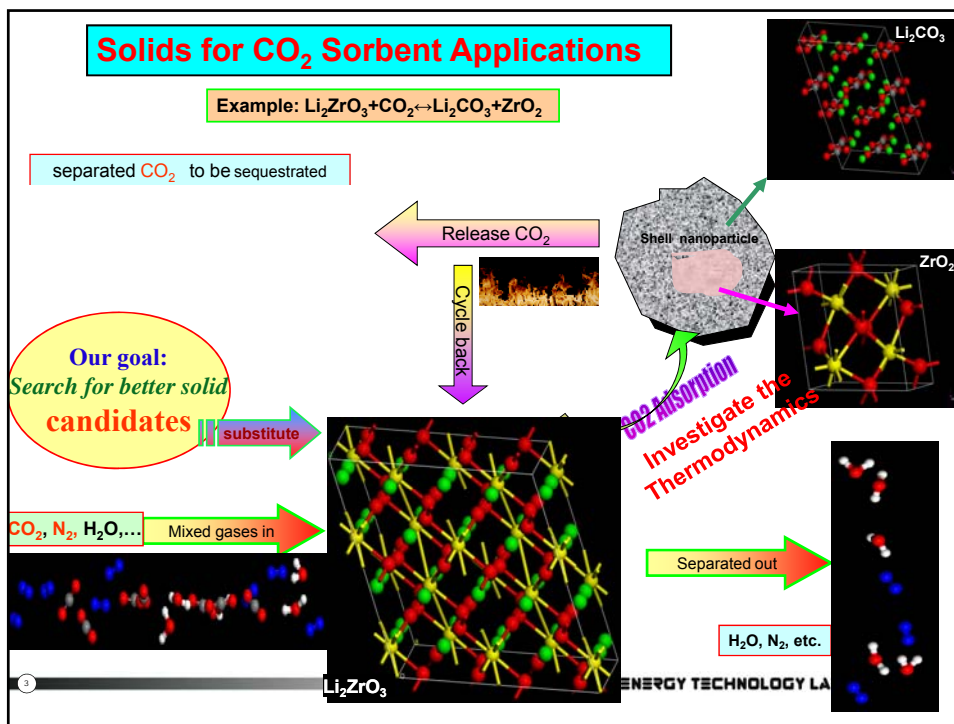 Solids for CO₂ Sorbent Applications
Li₂CO₃
Example: Li₂ZrO₃+CO₂↔Li₂CO₃+ZrO₂
separated CO₂ to be sequestrated
Release CO₂
Shell nanoparticle
ZrO₂
Cycle back
Our goal:
Search for better solid
candidates
substitute
CO2 Adsorption
Investigate the
Thermodynamics
CO₂, N₂, H₂O,…
Mixed gases in
Separated out
H₂O, N₂, etc.
3
Li₂ZrO₃
ENERGY TECHNOLOGY LA